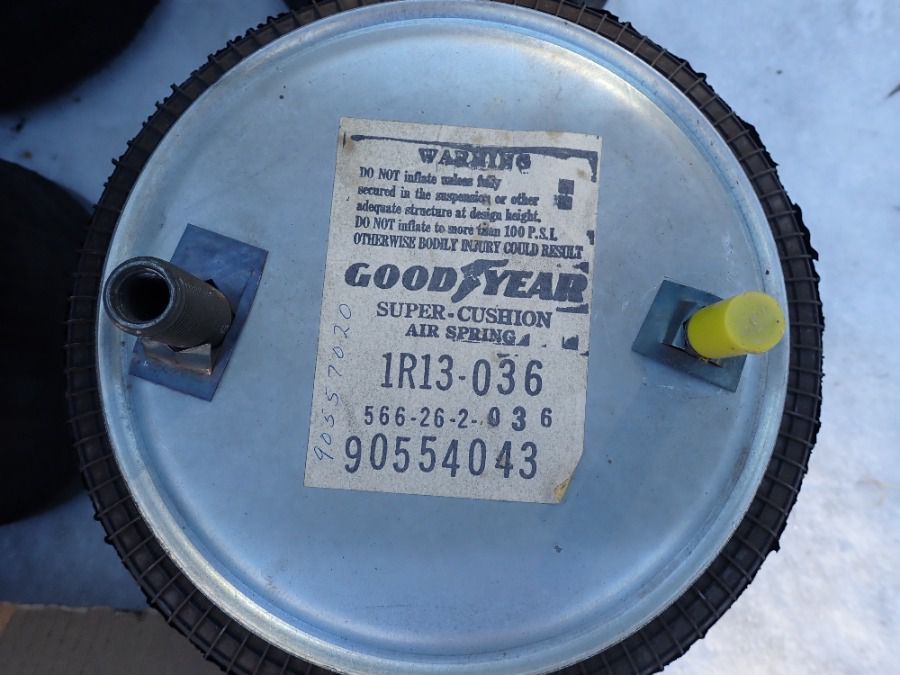 WARNING
DO NOT inflate unless fully
secured in the suspension or other
adequate structure at design height.
DO NOT inflate to more than 100 P.S.I.
OTHERWISE BODILY INJURY COULD RESULT
GOODYEAR
SUPER-CUSHION
AIR SPRING
1R13-036
566-26-2-036
90554043
90557020